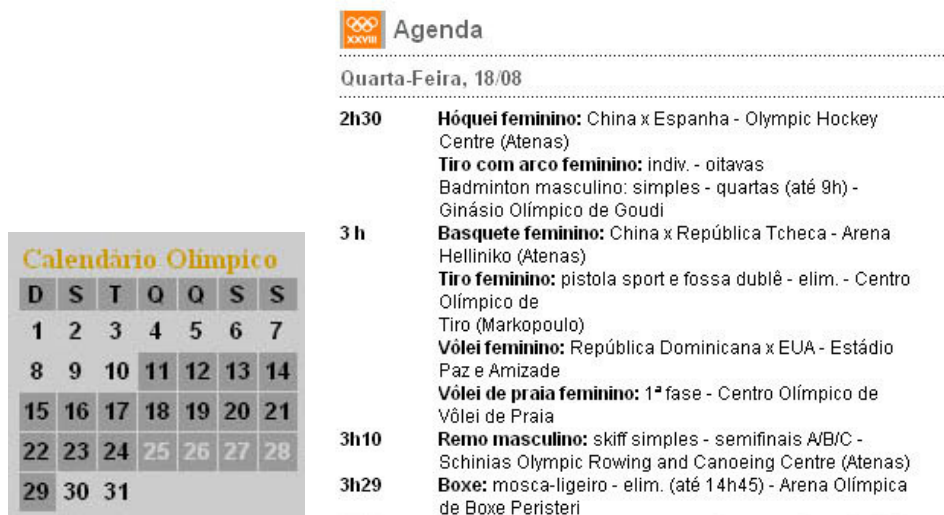 XXVIII Agenda
Quarta-Feira, 18/08
2h30 Hóquei feminino: China x Espanha - Olympic Hockey
Centre (Atenas)
Tiro com arco feminino: indiv. - oitavas
Badminton masculino: simples - quartas (até 9h) -
Ginásio Olímpico de Goudi
3 h Basquete feminino: China x República Tcheca - Arena
Helliniko (Atenas)
Tiro feminino: pistola sport e fossa dublê - elim. - Centro
Olímpico de
Tiro (Markopoulo)
Vôlei feminino: República Dominicana x EUA - Estádio
Paz e Amizade
Vôlei de praia feminino: 1ª fase - Centro Olímpico de
Vôlei de Praia
3h10 Remo masculino: skiff simples - semifinais A/B/C -
Schinias Olympic Rowing and Canoeing Centre (Atenas)
3h29 Boxe: mosca-ligeiro - elim. (até 14h45) - Arena Olímpica
de Boxe Peristeri
Calendário Olímpico
D S T Q Q S S
1 2 3 4 5 6 7
8 9 10 11 12 13 14
15 16 17 18 19 20 21
22 23 24 25 26 27 28
29 30 31